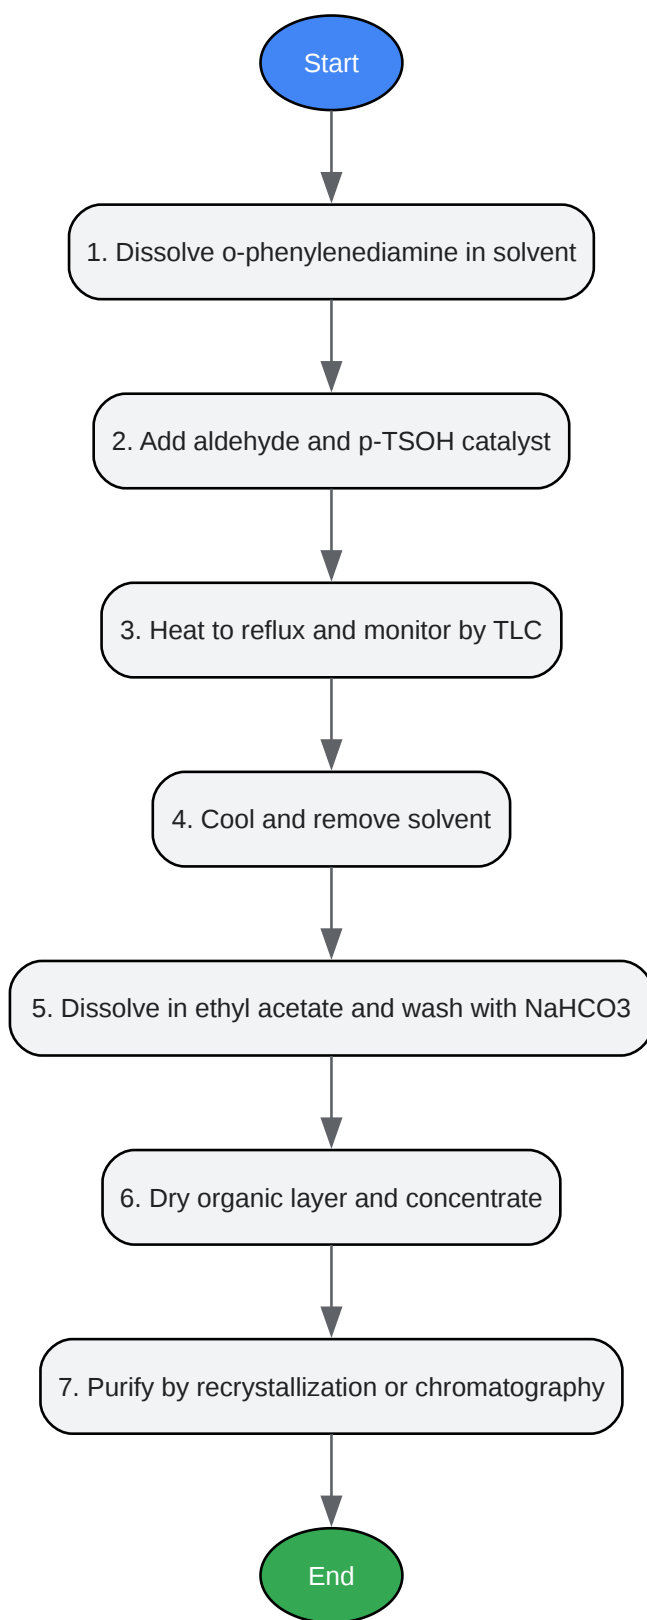 Start
1. Dissolve o-phenylenediamine in solvent
2. Add aldehyde and p-TSOH catalyst
3. Heat to reflux and monitor by TLC
4. Cool and remove solvent
5. Dissolve in ethyl acetate and wash with NaHCO3
6. Dry organic layer and concentrate
7. Purify by recrystallization or chromatography
End